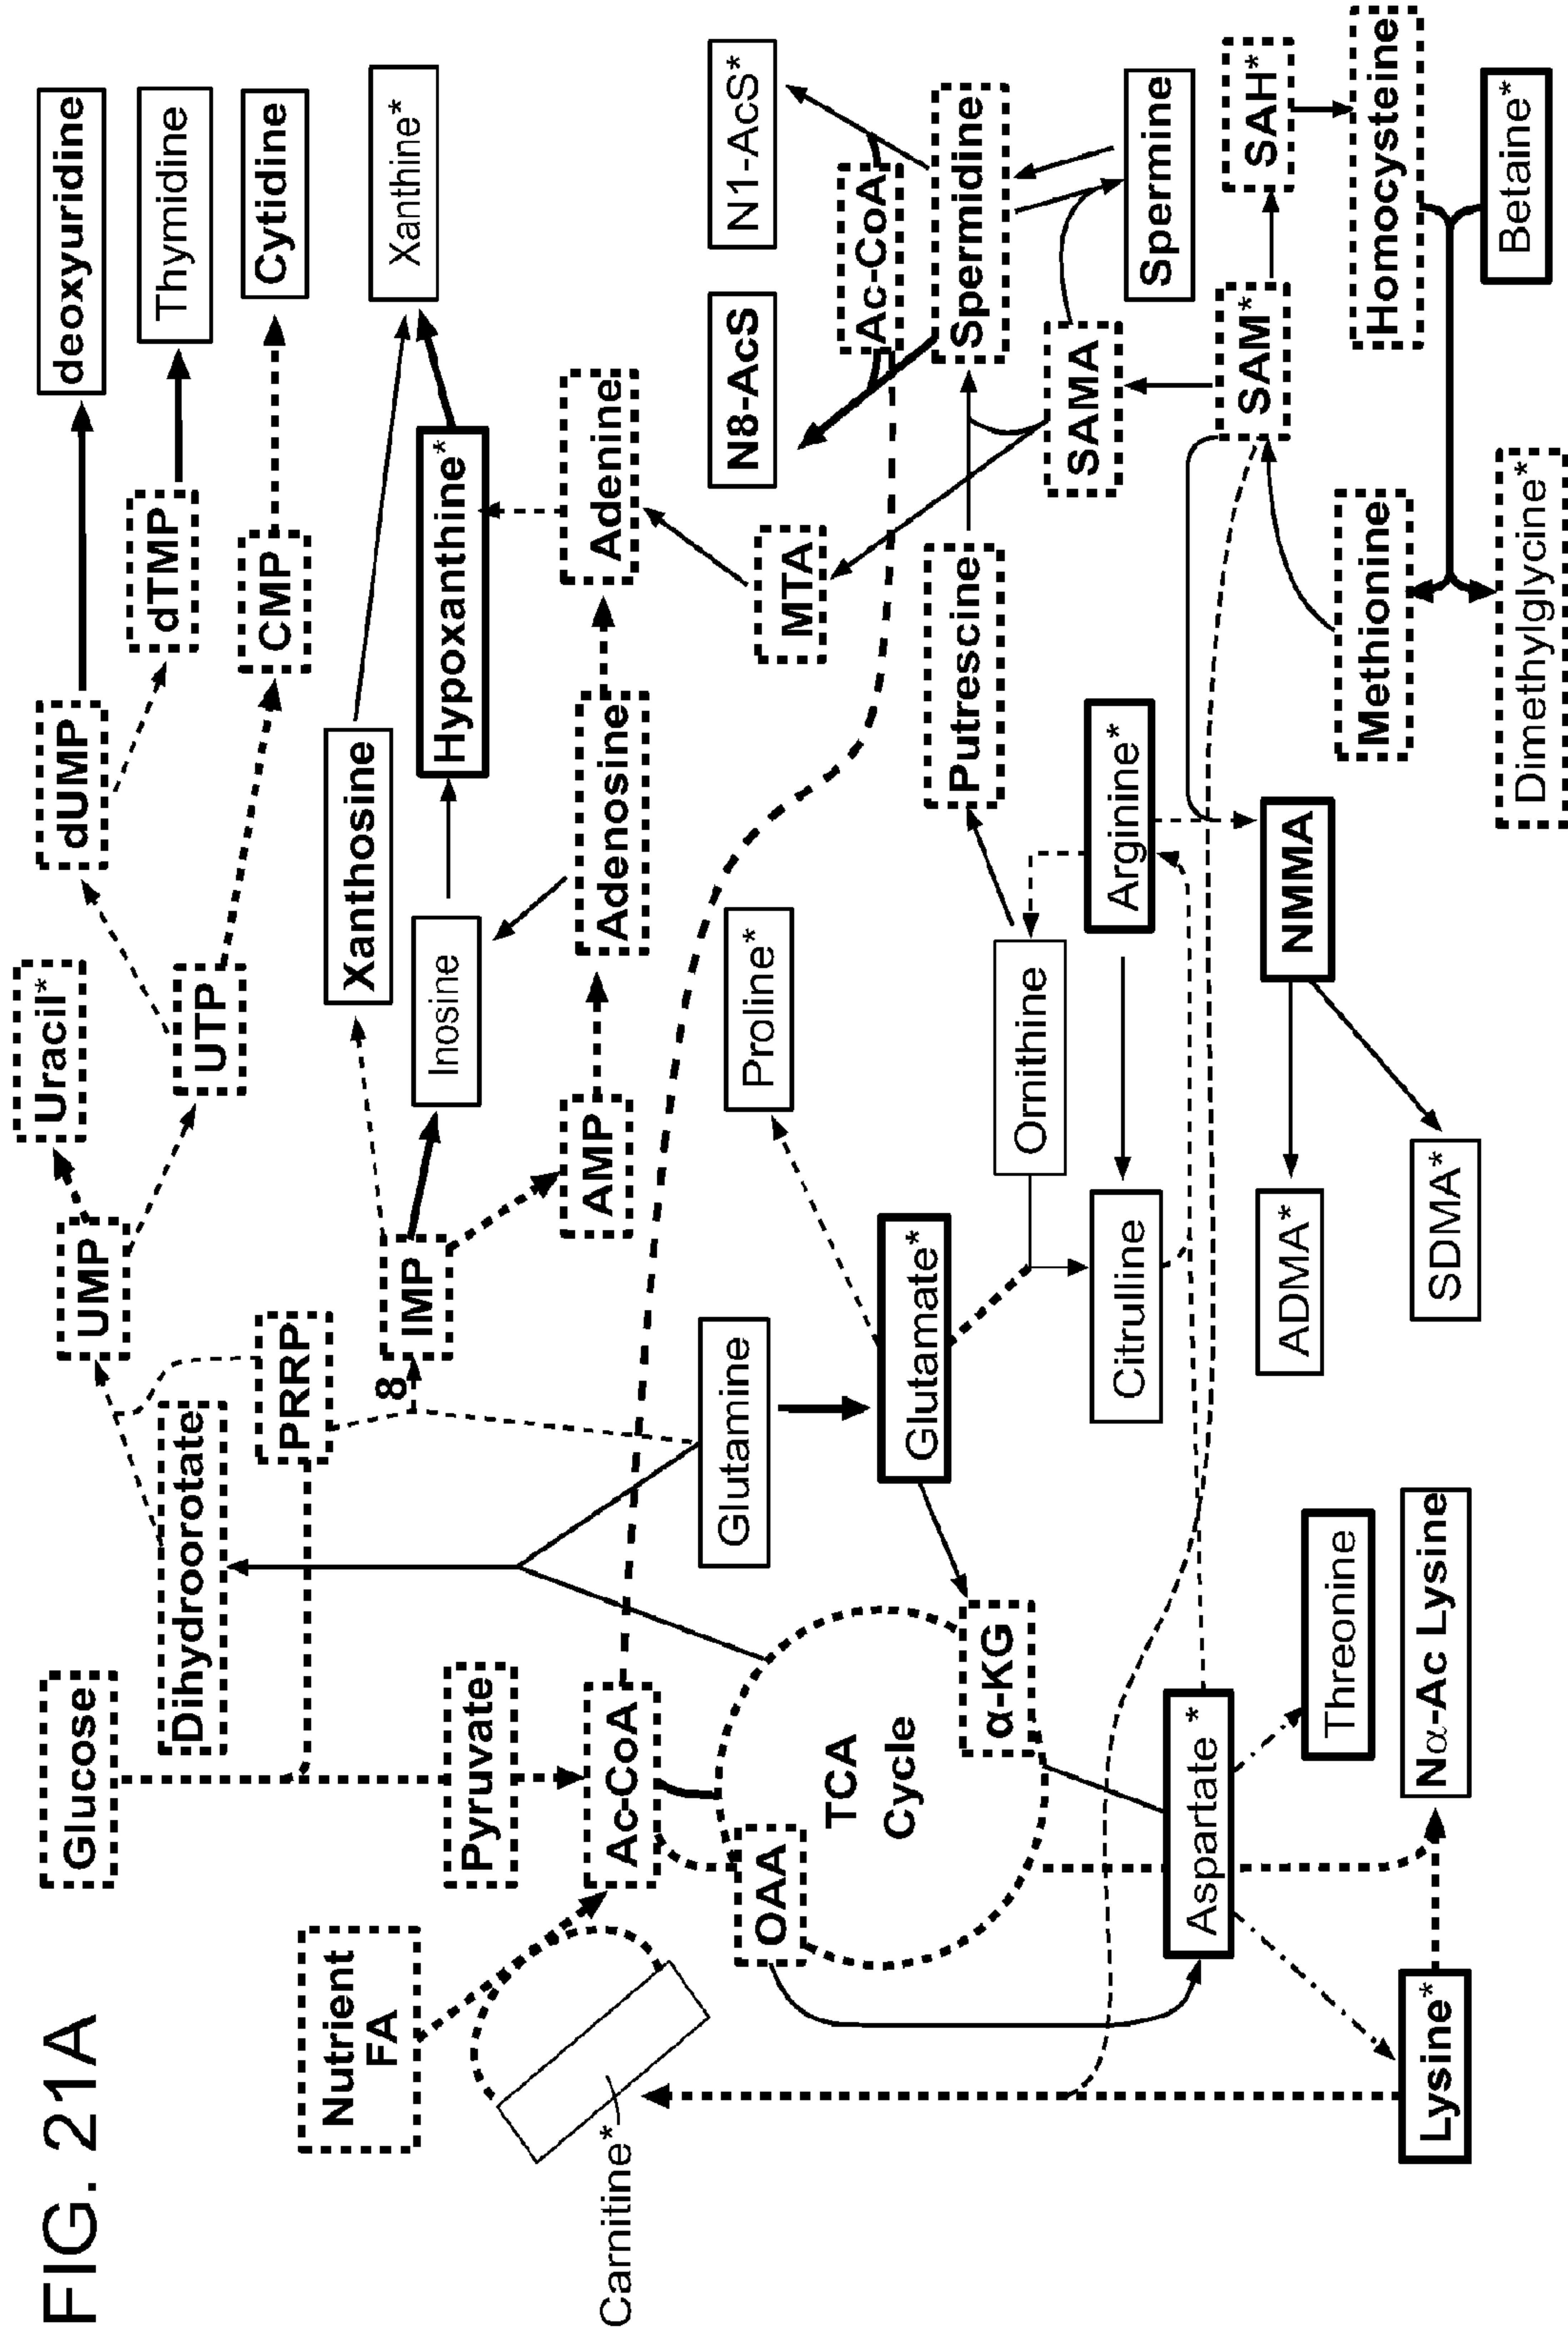 FIG. 21A
Glucose
Dihydroorotate
UMP
Uracil*
dUMP
deoxyuridine
UTP
dTMP
Thymidine
PRRP
CMP
Cytidine
Nutrient
FA
8
IMP
Xanthosine
Xanthine*
Inosine
Hypoxanthine*
Pyruvate
AMP
Adenosine
Adenine
Ac-CoA
Carnitine*
Glutamine
Proline*
MTA
N8-AcS
N1-AcS*
OAA
TCA
Cycle
Ac-CoA
Glutamate*
Putrescine
Spermidine
α-KG
Ornithine
SAMA
Arginine*
Citrulline
Spermine
Aspartate*
SAM*
SAH*
ADMA*
NMMA
Threonine
Methionine
Homocysteine
Lysine*
Nα-Ac Lysine
SDMA*
Dimethylglycine*
Betaine*